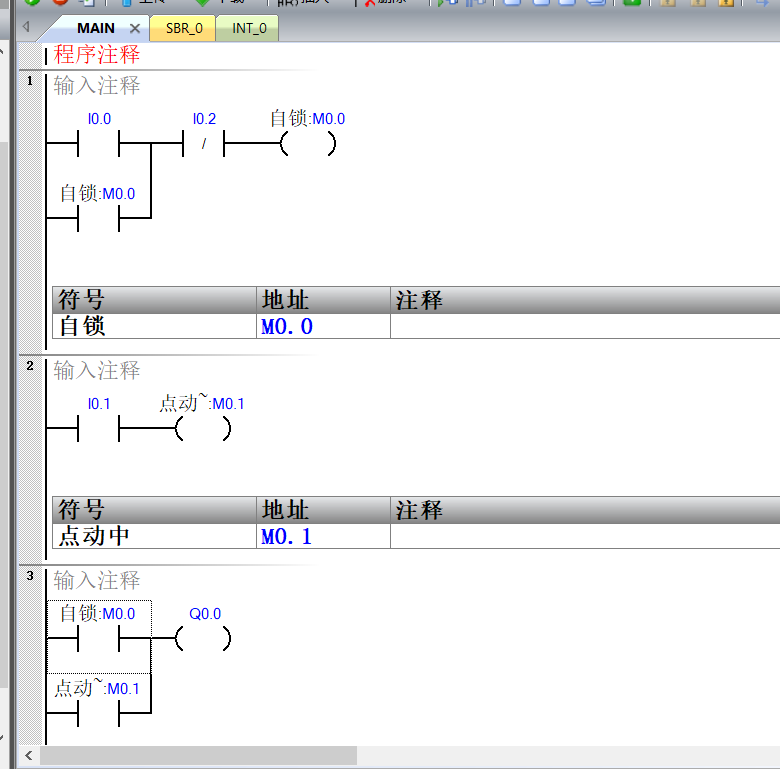 MAIN SBR_0 INT_0
程序注释
1 输入注释
I0.0 I0.2 自锁:M0.0
/
自锁:M0.0
符号 地址 注释
自锁 M0.0
2 输入注释
I0.1 点动~:M0.1
符号 地址 注释
点动中 M0.1
3 输入注释
自锁:M0.0 Q0.0
点动~:M0.1